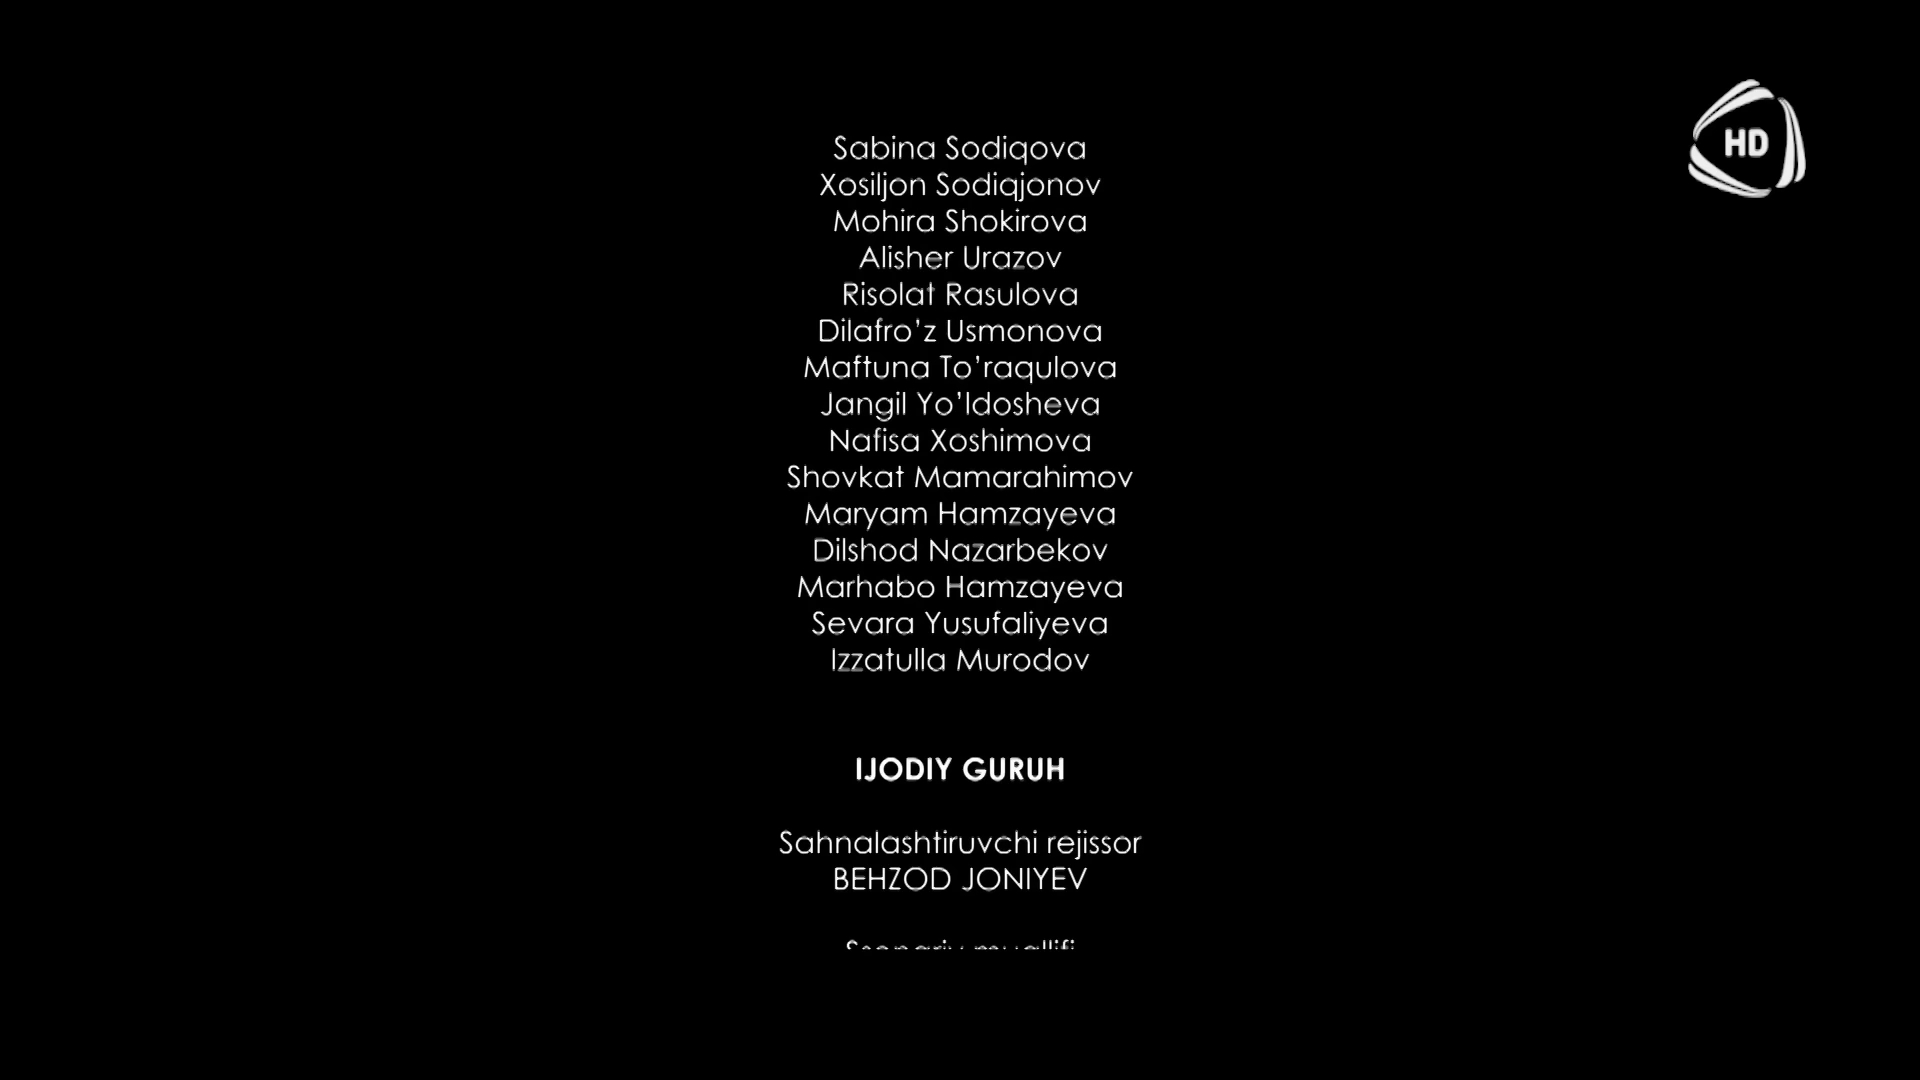 HD
Sabina Sodiqova
Xosiljon Sodiqjonov
Mohira Shokirova
Alisher Urazov
Risolat Rasulova
Dilafro’z Usmonova
Maftuna To’raqulova
Jangil Yo’ldosheva
Nafisa Xoshimova
Shovkat Mamarahimov
Maryam Hamzayeva
Dilshod Nazarbekov
Marhabo Hamzayeva
Sevara Yusufaliyeva
Izzatulla Murodov
IJODIY GURUH
Sahnalashtiruvchi rejissor
BEHZOD JONIYEV